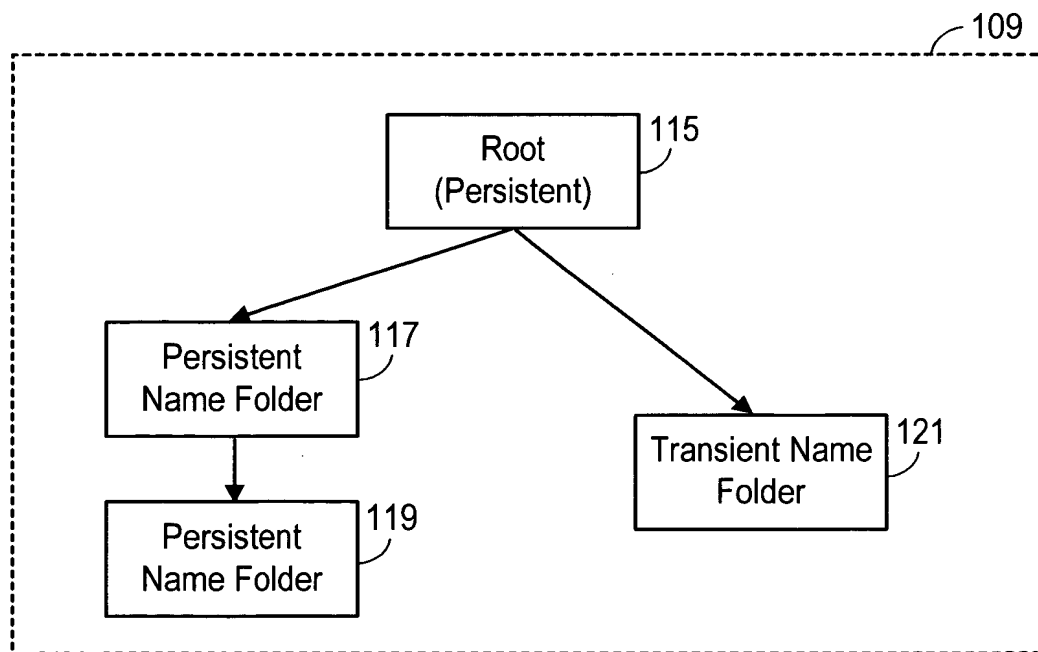 109
Root
(Persistent)
115
Persistent
Name Folder
117
Transient Name
Folder
121
Persistent
Name Folder
119